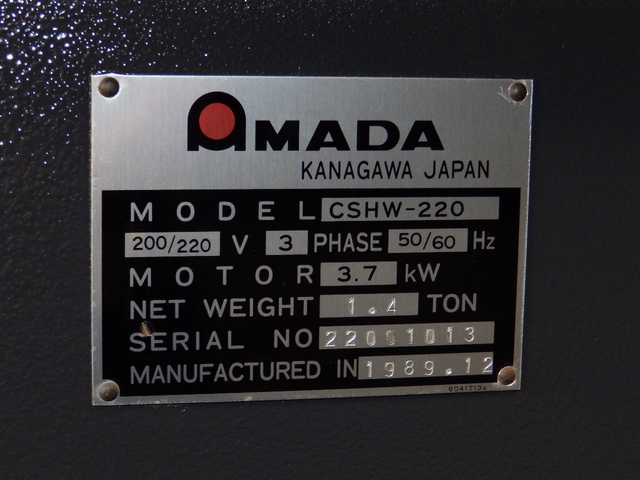 AMADA
KANAGAWA JAPAN
MODEL CSHW-220
200/220 V 3 PHASE 50/60 Hz
MOTOR 3.7 kW
NET WEIGHT 1.4 TON
SERIAL NO 22001013
MANUFACTURED IN 1989.12